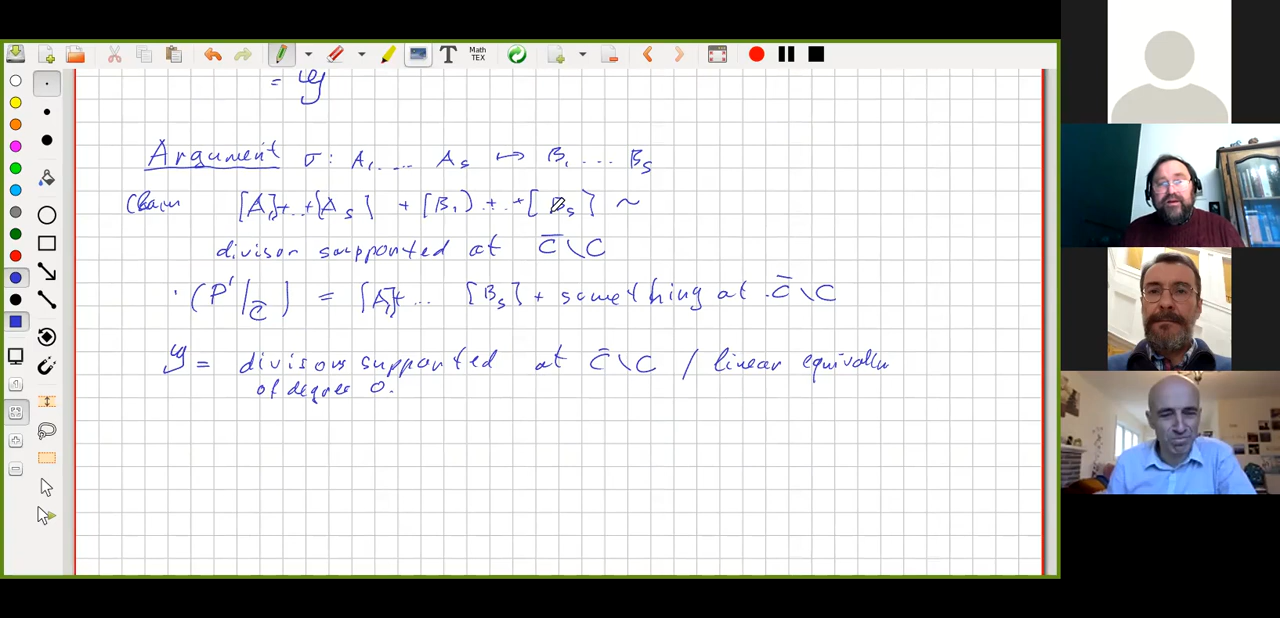 Math
TEX
= y
Argument σ: A₁ ... Aₛ ↔ B₁ ... Bₛ
Claim [A₁]+..+[Aₛ] + [B₁]+..+[Bₛ] ~
divisor supported at C̄ \ C
· (P'/C̄) = [A₁]+... [Bₛ] + something at C̄ \ C
y = divisors supported at C̄ \ C / linear equivalen
of degree 0.